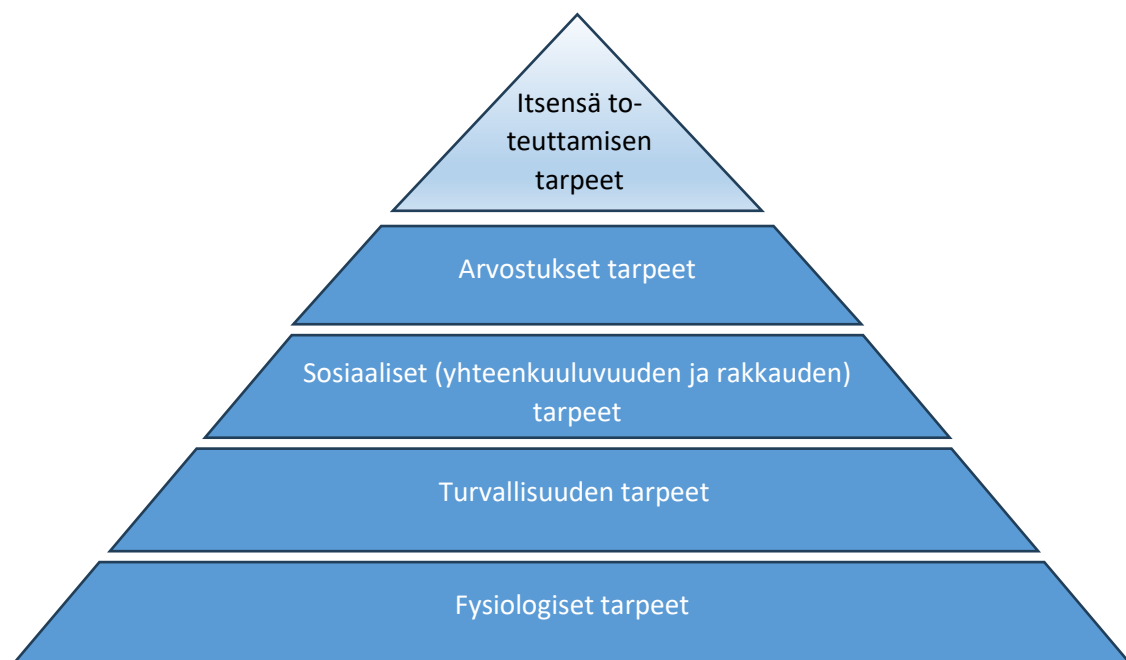 Itsensä to-
teuttamisen
tarpeet
Arvostukset tarpeet
Sosiaaliset (yhteenkuuluvuuden ja rakkauden)
tarpeet
Turvallisuuden tarpeet
Fysiologiset tarpeet